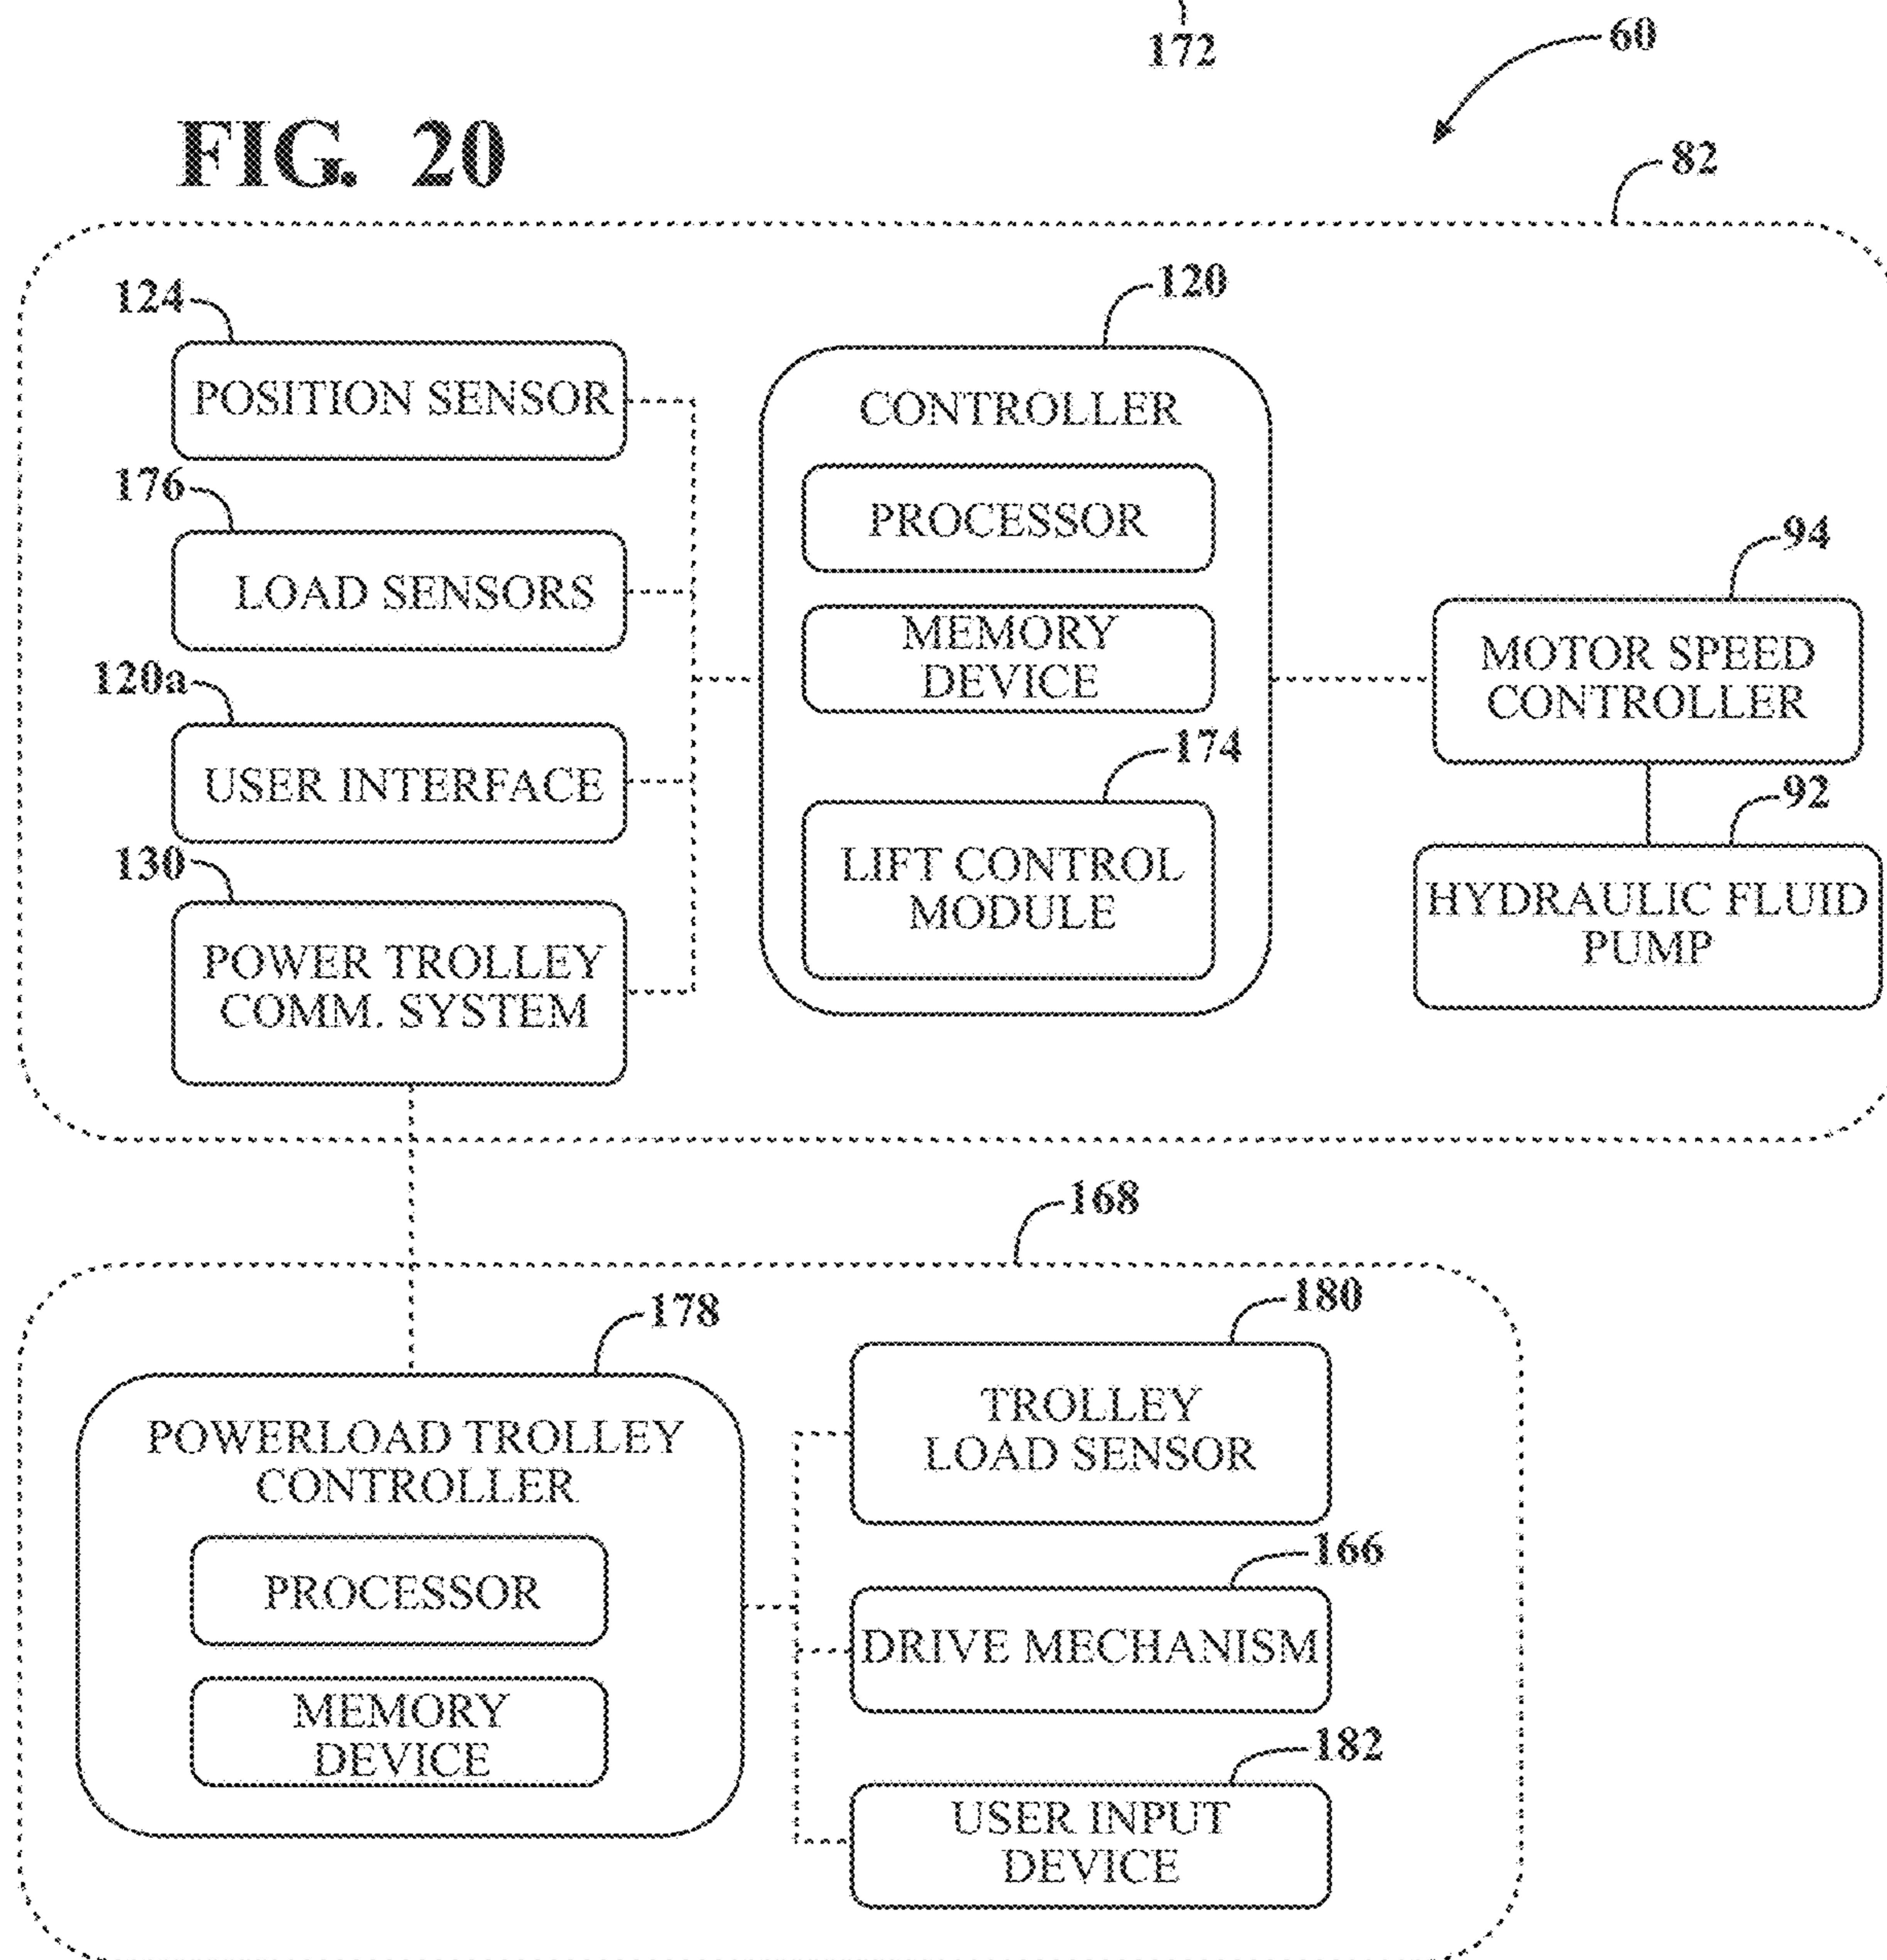 172
60
FIG. 20
82
124
120
POSITION SENSOR
CONTROLLER
176
PROCESSOR
94
LOAD SENSORS
MEMORY
DEVICE
MOTOR SPEED
CONTROLLER
120a
174
USER INTERFACE
92
130
LIFT CONTROL
MODULE
HYDRAULIC FLUID
PUMP
POWER TROLLEY
COMM. SYSTEM
168
178
180
POWERLOAD TROLLEY
CONTROLLER
TROLLEY
LOAD SENSOR
166
PROCESSOR
DRIVE MECHANISM
MEMORY
DEVICE
182
USER INPUT
DEVICE